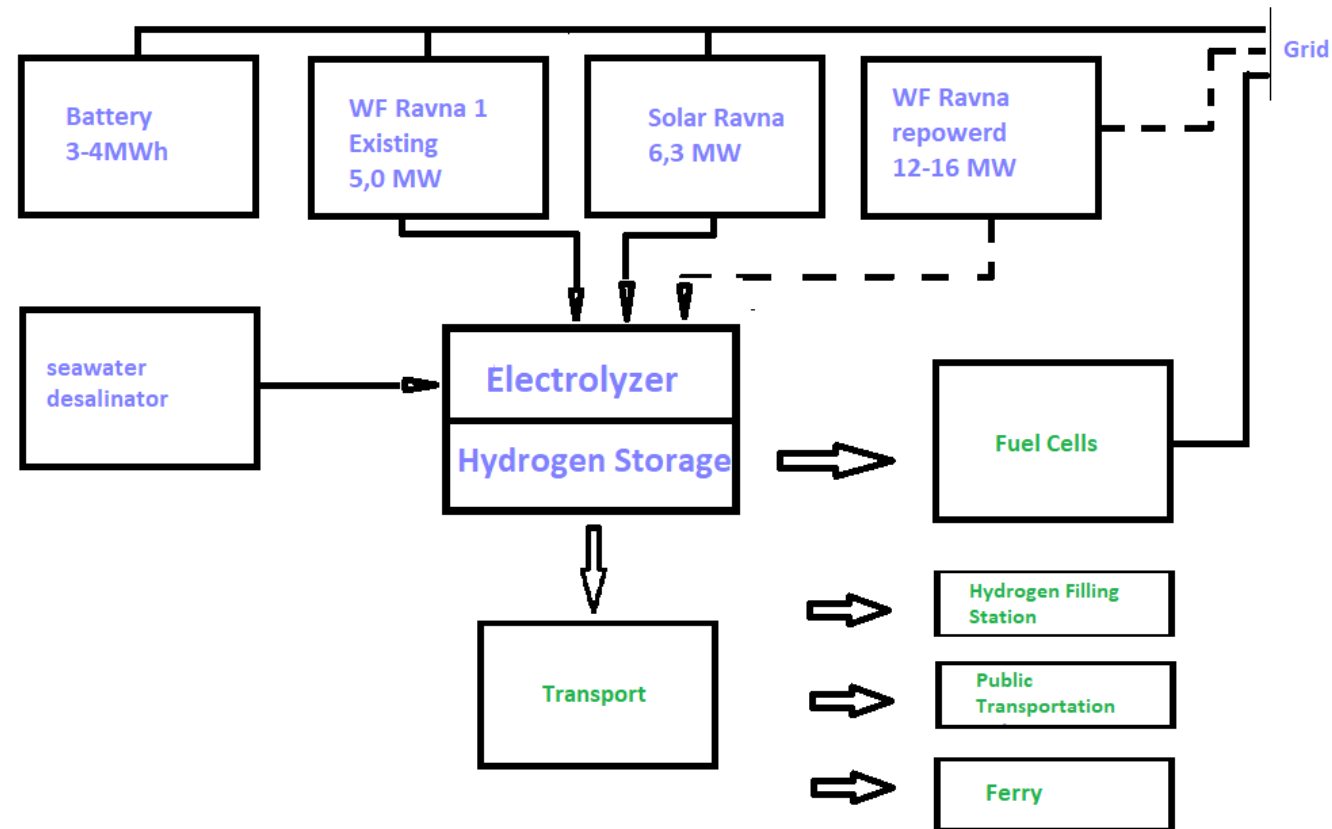 Grid
Battery
3-4MWh
WF Ravna 1
Existing
5,0 MW
Solar Ravna
6,3 MW
WF Ravna
repowerd
12-16 MW
seawater
desalinator
Electrolyzer
Hydrogen Storage
Fuel Cells
Transport
Hydrogen Filling
Station
Public
Transportation
Ferry